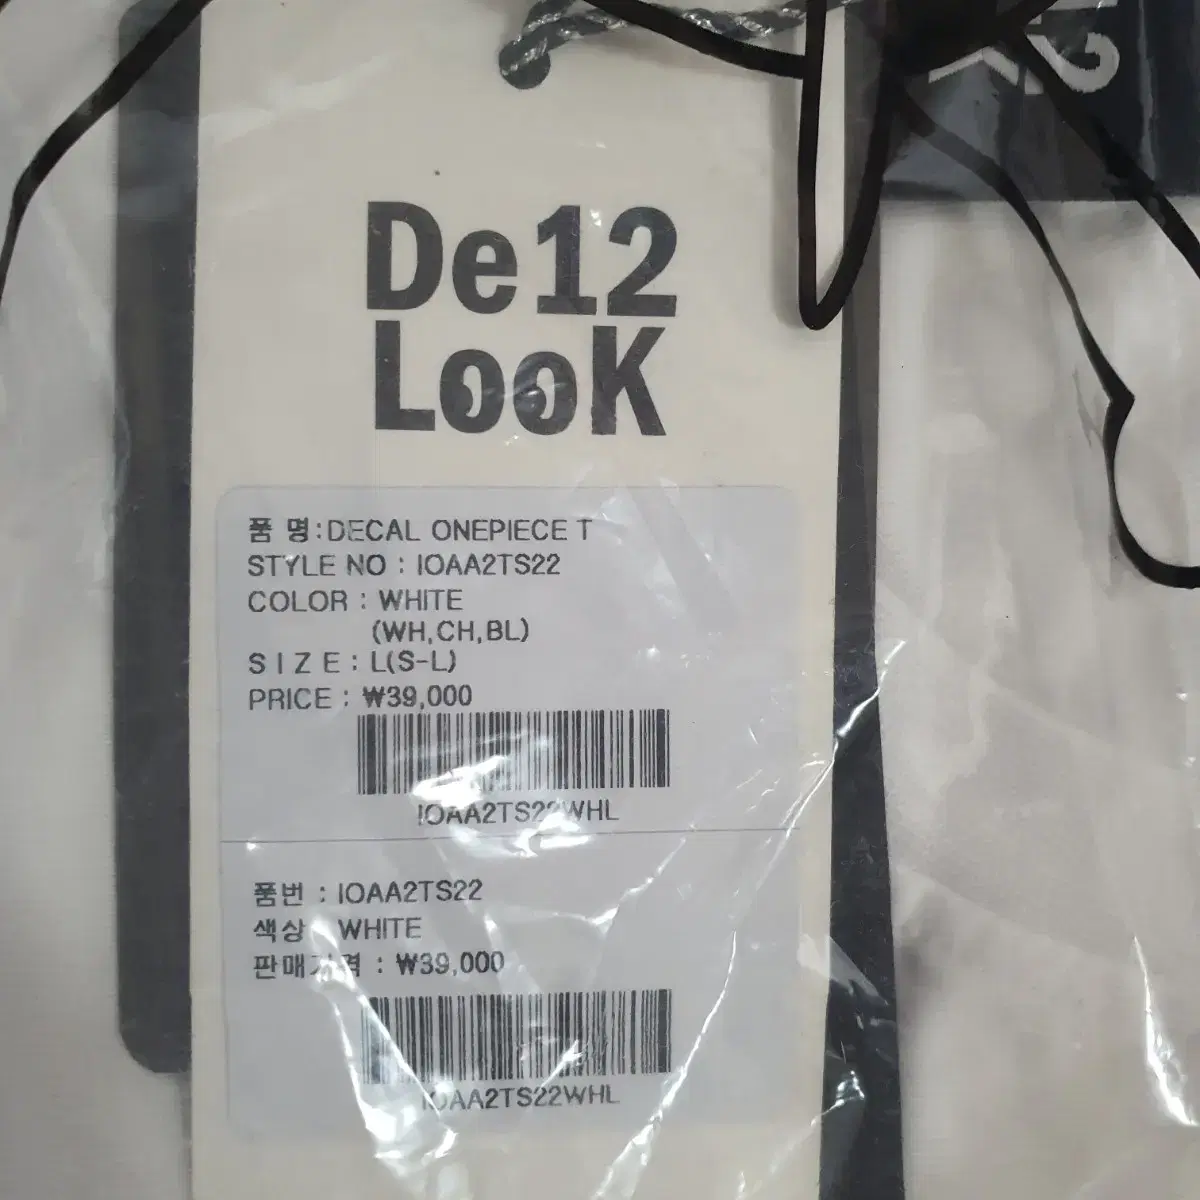 De12
LooK
품 명:DECAL ONEPIECE T
STYLE NO : IOAA2TS22
COLOR : WHITE
(WH,CH,BL)
S I Z E : L(S-L)
PRICE : ₩39,000
IOAA2TS22WHL
품번 : IOAA2TS22
색상 : WHITE
판매가격 : ₩39,000
IOAA2TS22WHL